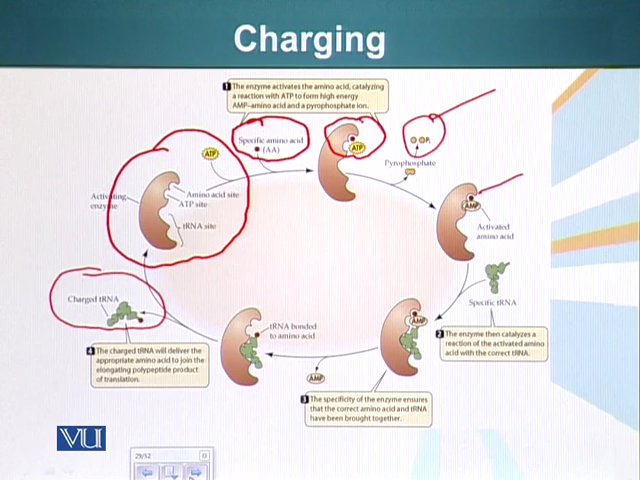 Charging
1 The enzyme activates the amino acid, catalyzing
a reaction with ATP to form high energy
AMP–amino acid and a pyrophosphate ion.
Specific amino acid
(AA)
ATP
ATP
Pi
Pyrophosphate
Activating
enzyme
Amino acid site
ATP site
tRNA site
AMP
Activated
amino acid
Charged tRNA
Specific tRNA
tRNA bonded
to amino acid
AMP
2 The enzyme then catalyzes a
reaction of the activated amino
acid with the correct tRNA.
4 The charged tRNA will deliver the
appropriate amino acid to join the
elongating polypeptide product
of translation.
AMP
3 The specificity of the enzyme ensures
that the correct amino acid and tRNA
have been brought together.
VU
29/52